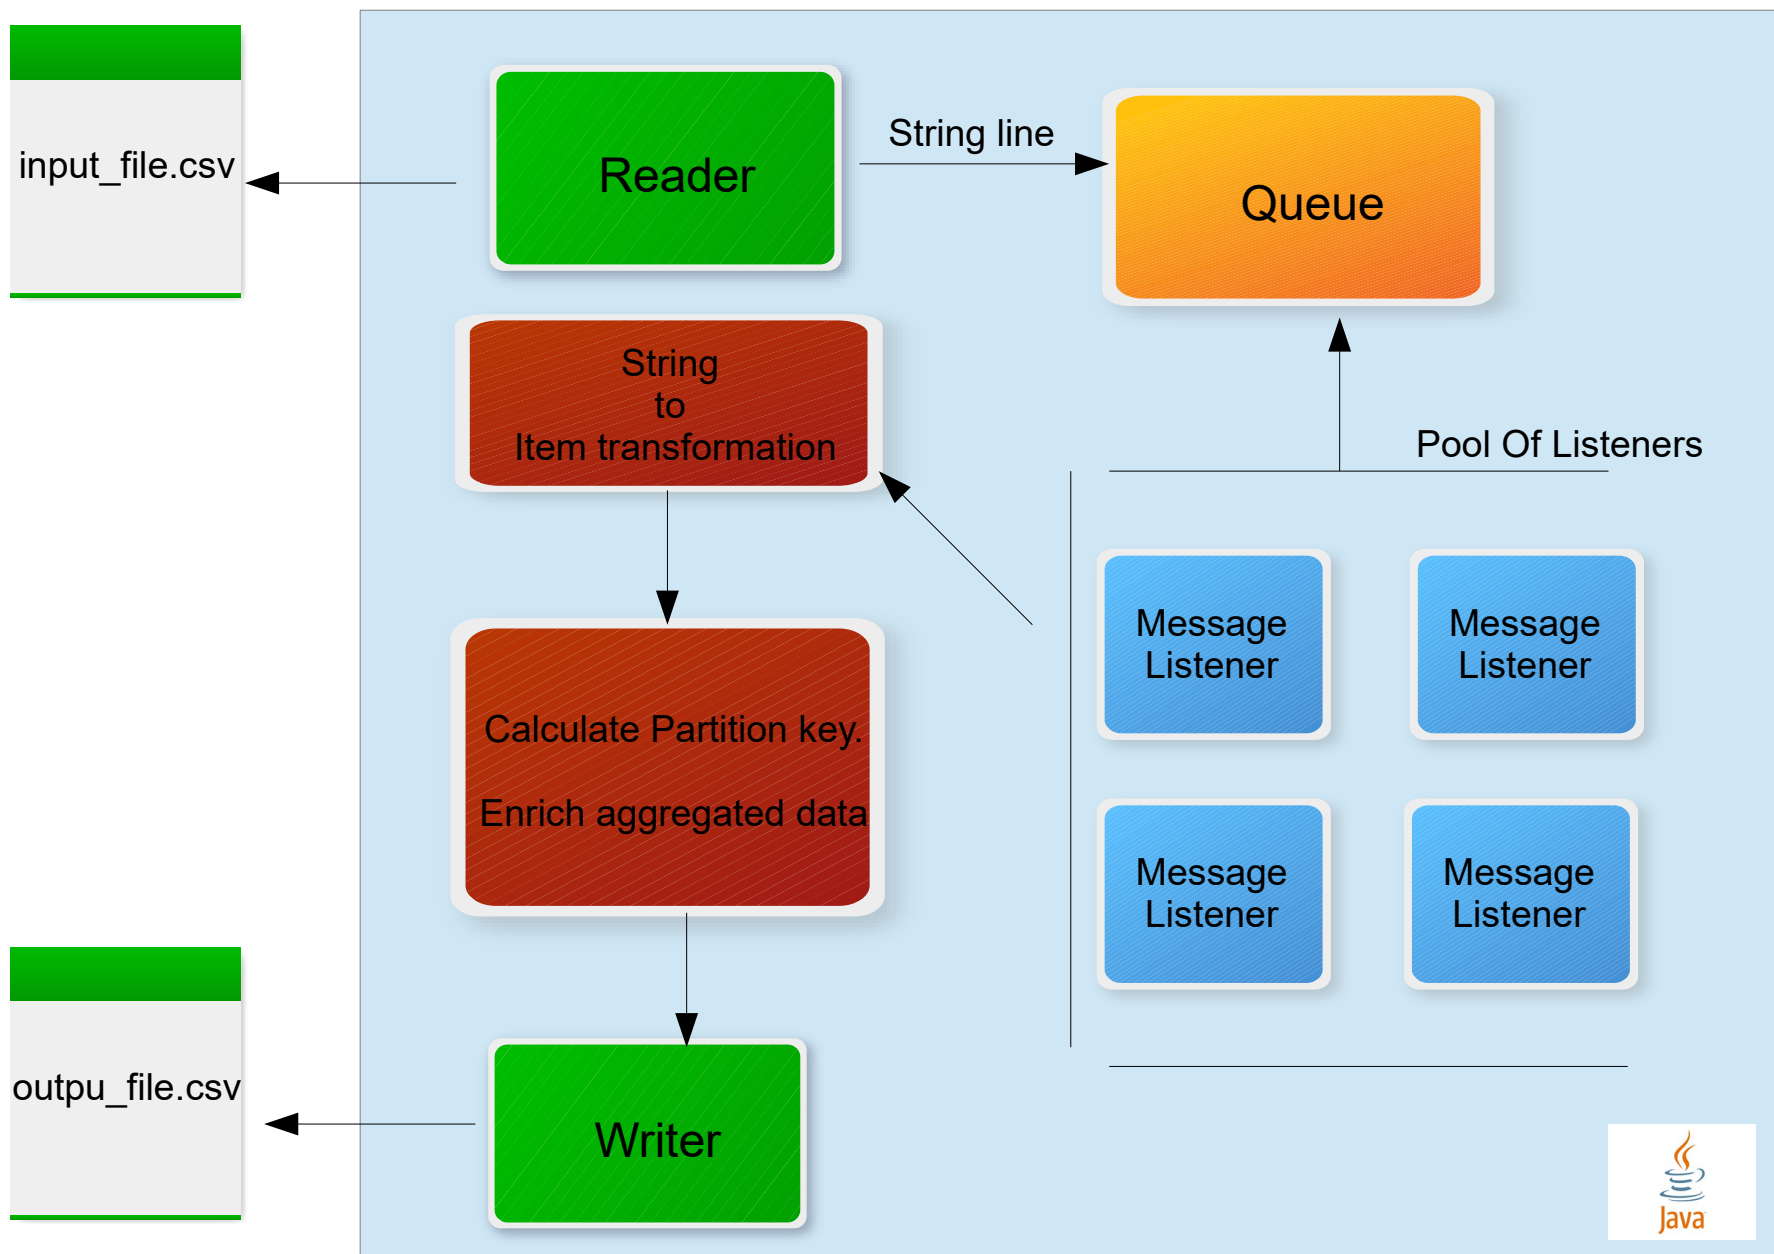 input_file.csv
Reader
String line
Queue
String
to
Item transformation
Pool Of Listeners
Message
Listener
Message
Listener
Calculate Partition key.
Enrich aggregated data
Message
Listener
Message
Listener
outpu_file.csv
Writer
Java